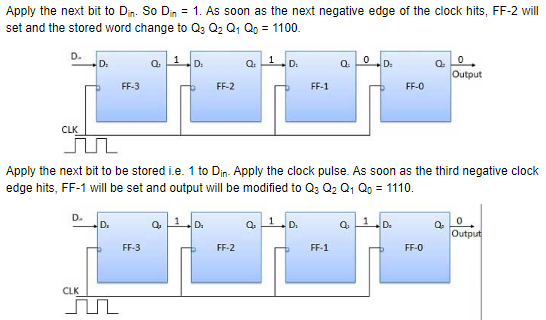 Apply the next bit to Din. So Din = 1. As soon as the next negative edge of the clock hits, FF-2 will
set and the stored word change to Q3 Q2 Q1 Q0 = 1100.
D.. 1 1 0 0
D₃ Q₃ D₂ Q₂ D₁ Q₁ D₀ Q₀
Output
FF-3 FF-2 FF-1 FF-0
CLK
Apply the next bit to be stored i.e. 1 to Din. Apply the clock pulse. As soon as the third negative clock
edge hits, FF-1 will be set and output will be modified to Q3 Q2 Q1 Q0 = 1110.
D.. 1 1 1 0
D₃ Q₃ D₂ Q₂ D₁ Q₁ D₀ Q₀
Output
FF-3 FF-2 FF-1 FF-0
CLK